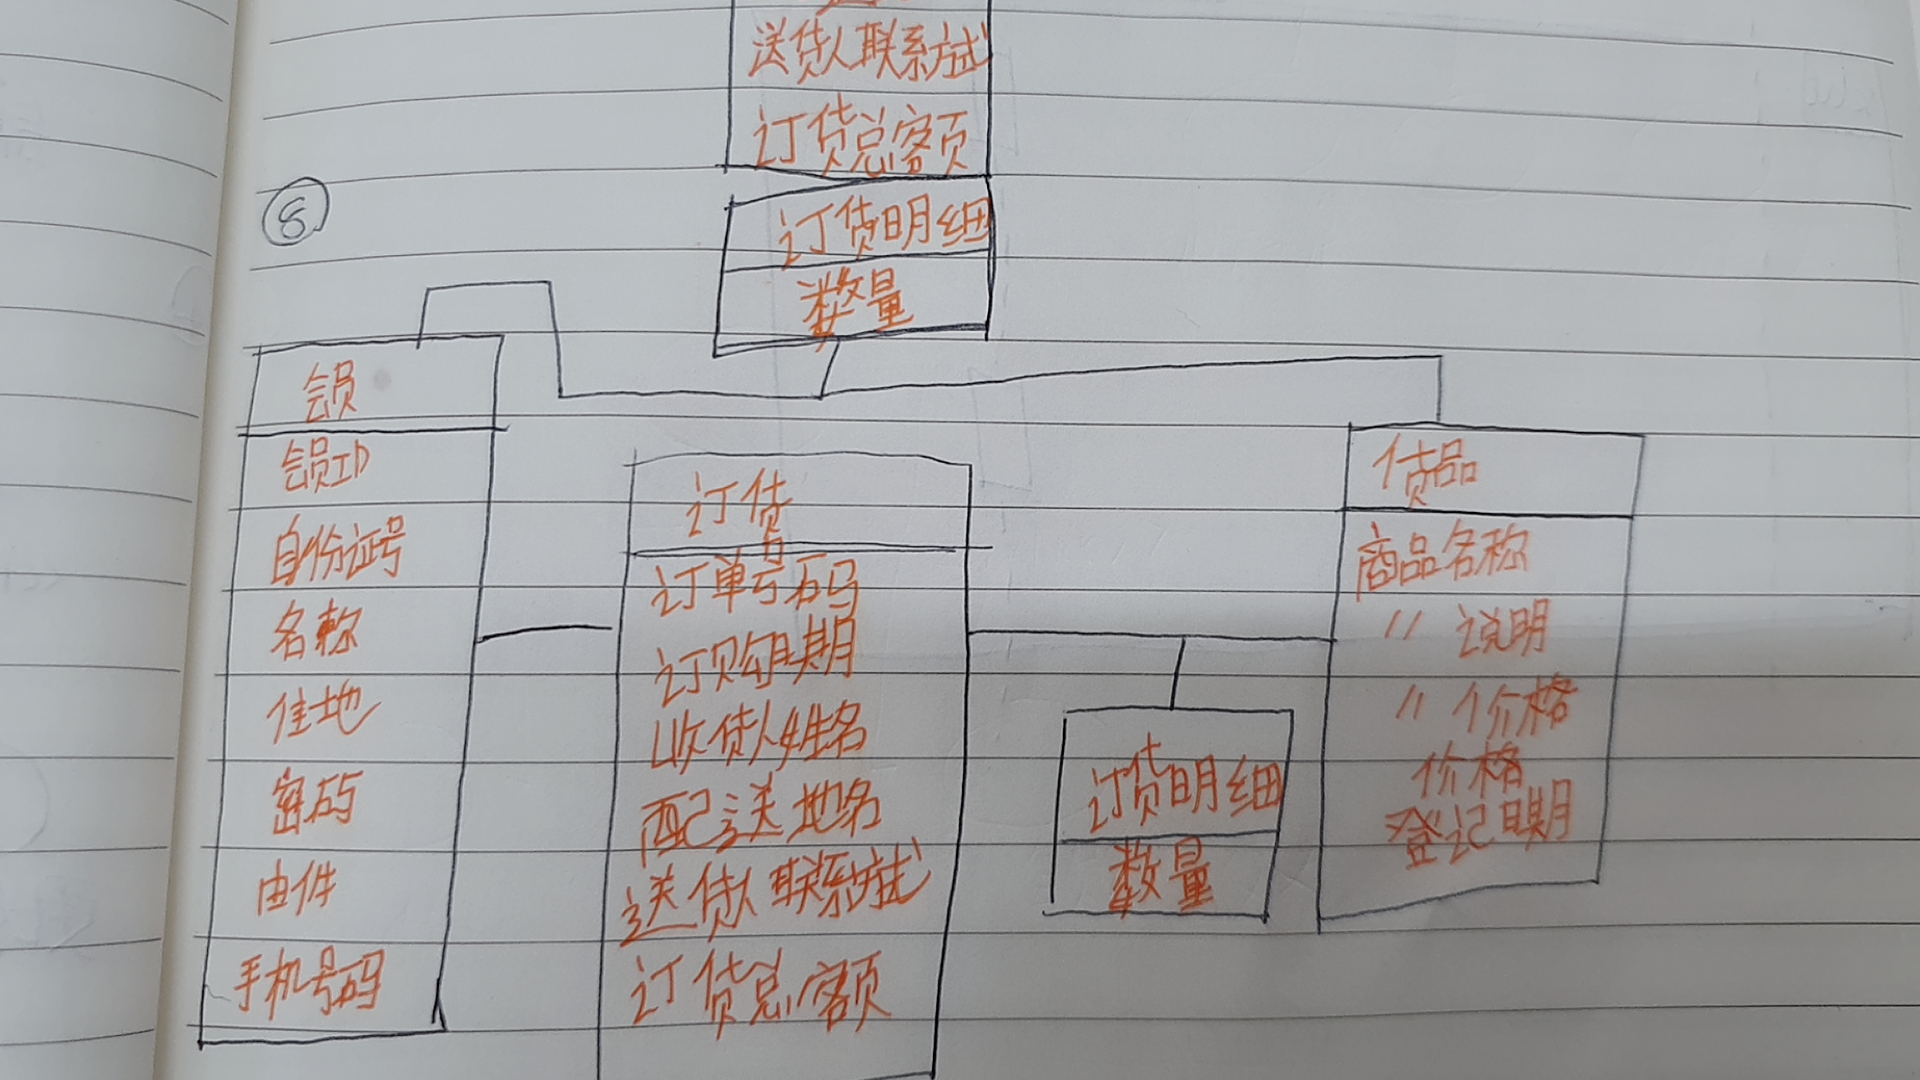 送货人联系方式
订货总额
⑧
订货明细
数量
会员
会员ID
身份证号
名称
住地
密码
由件
手机号码
订货
订单号码
订购日期
收货人姓名
配送地名
送货人联系方式
订货总额
订货明细
数量
货品
商品名称
〃 说明
〃 价格
价格
登记日期